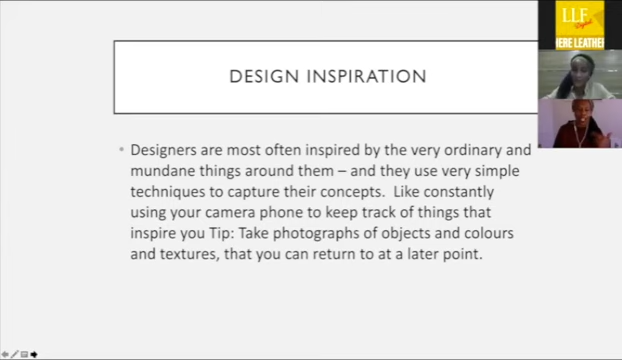 LLF
Digital
HERE LEATHER
DESIGN INSPIRATION
• Designers are most often inspired by the very ordinary and
mundane things around them – and they use very simple
techniques to capture their concepts. Like constantly
using your camera phone to keep track of things that
inspire you Tip: Take photographs of objects and colours
and textures, that you can return to at a later point.